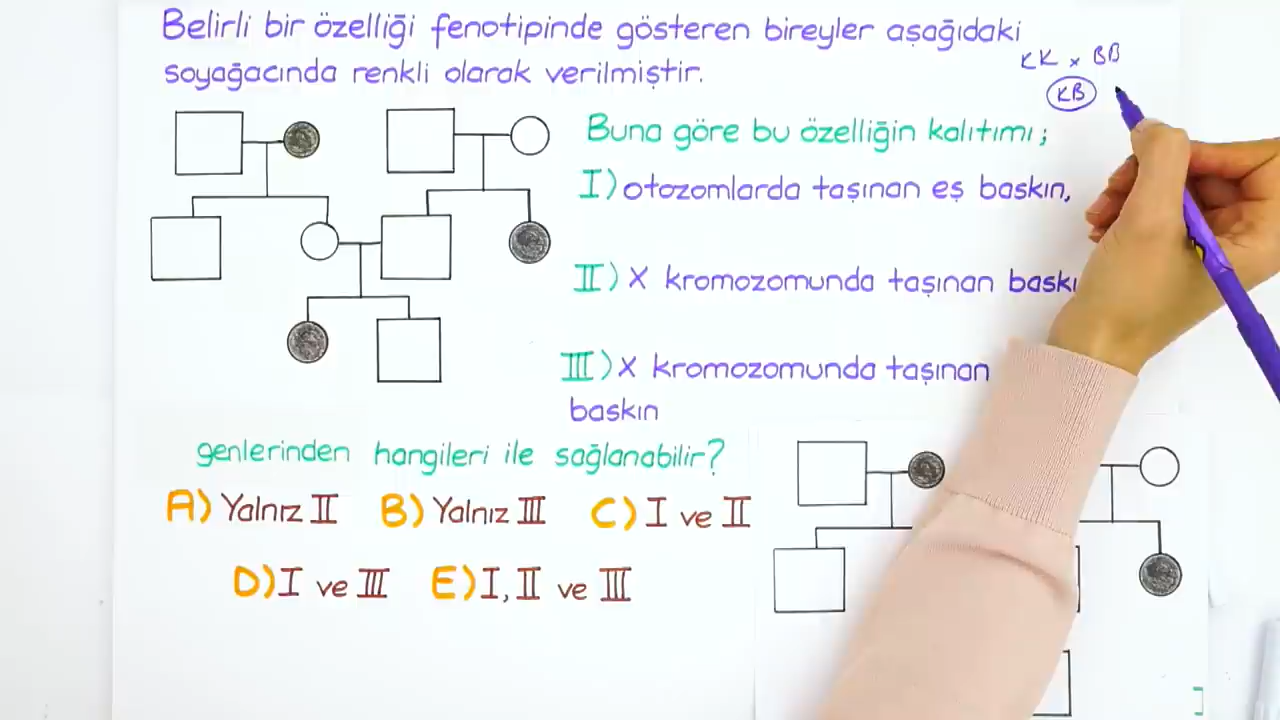 Belirli bir özelliği fenotipinde gösteren bireyler aşağıdaki
soyağacında renkli olarak verilmiştir.
KK x BB
KB
Buna göre bu özelliğin kalıtımı;
I) otozomlarda taşınan eş baskın,
II) X kromozomunda taşınan
III) X kromozomunda taşınan
baskın
genlerinden hangileri ile sağlanabilir?
A) Yalnız II B) Yalnız III C) I ve II
D) I ve III E) I, II ve III